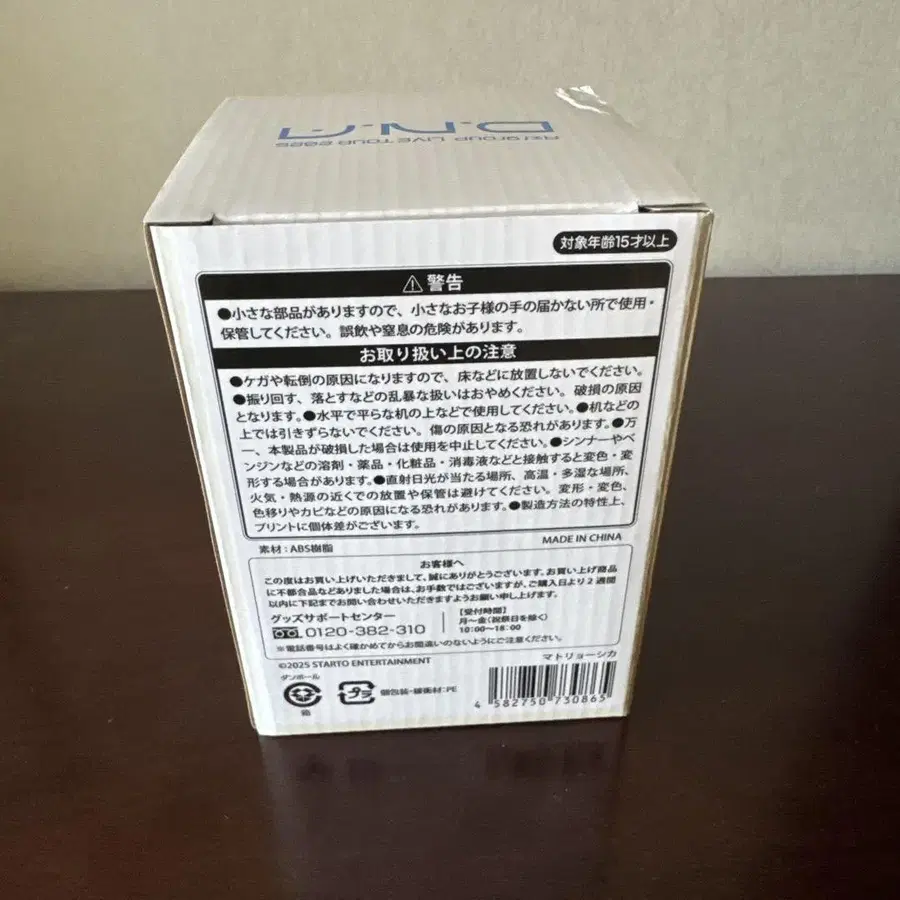 Aぇ! group LIVE TOUR 2025
D.N.A
対象年齢15才以上
⚠警告
●小さな部品がありますので、小さなお子様の手の届かない所で使用・
保管してください。誤飲や窒息の危険があります。
お取り扱い上の注意
●ケガや転倒の原因になりますので、床などに放置しないでください。
●振り回す、落とすなどの乱暴な扱いはおやめください。破損の原因
となります。●水平で平らな机の上などで使用してください。●机などの
上では引きずらないでください。傷の原因となる恐れがあります。●万
一、本製品が破損した場合は使用を中止してください。●シンナーやベ
ンジンなどの溶剤・薬品・化粧品・消毒液などと接触すると変色・変
形する場合があります。●直射日光が当たる場所、高温・多湿な場所、
火気・熱源の近くでの放置や保管は避けてください。変形・変色、
色移りやカビなどの原因になる恐れがあります。●製造方法の特性上、
プリントに個体差がございます。
素材：ABS樹脂
MADE IN CHINA
お客様へ
この度はお買い上げいただきまして、誠にありがとうございます。お買い上げ商品
に不都合品などありました場合は、お手数ではございますが、ご購入日より2週間
以内に下記までお問い合わせいただきますようお願い申し上げます。
グッズサポートセンター
0120-382-310
【受付時間】
月〜金(祝祭日を除く)
10:00〜18:00
※電話番号はよく確かめてからお間違いのないようにご注意ください。
©2025 STARTO ENTERTAINMENT
マトリョーシカ
ダンボール
箱
プラ
個包装・緩衝材：PE
4 582750 730865